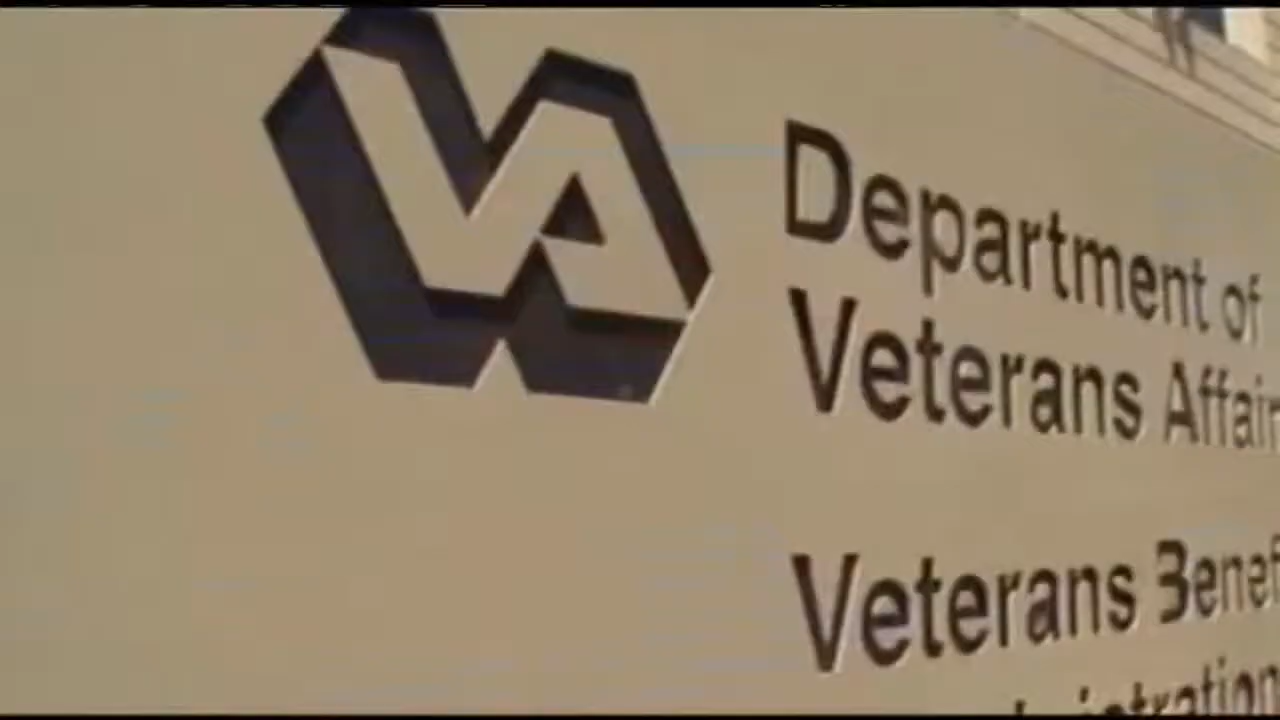 VA
Department of
Veterans Affair
Veterans Benef